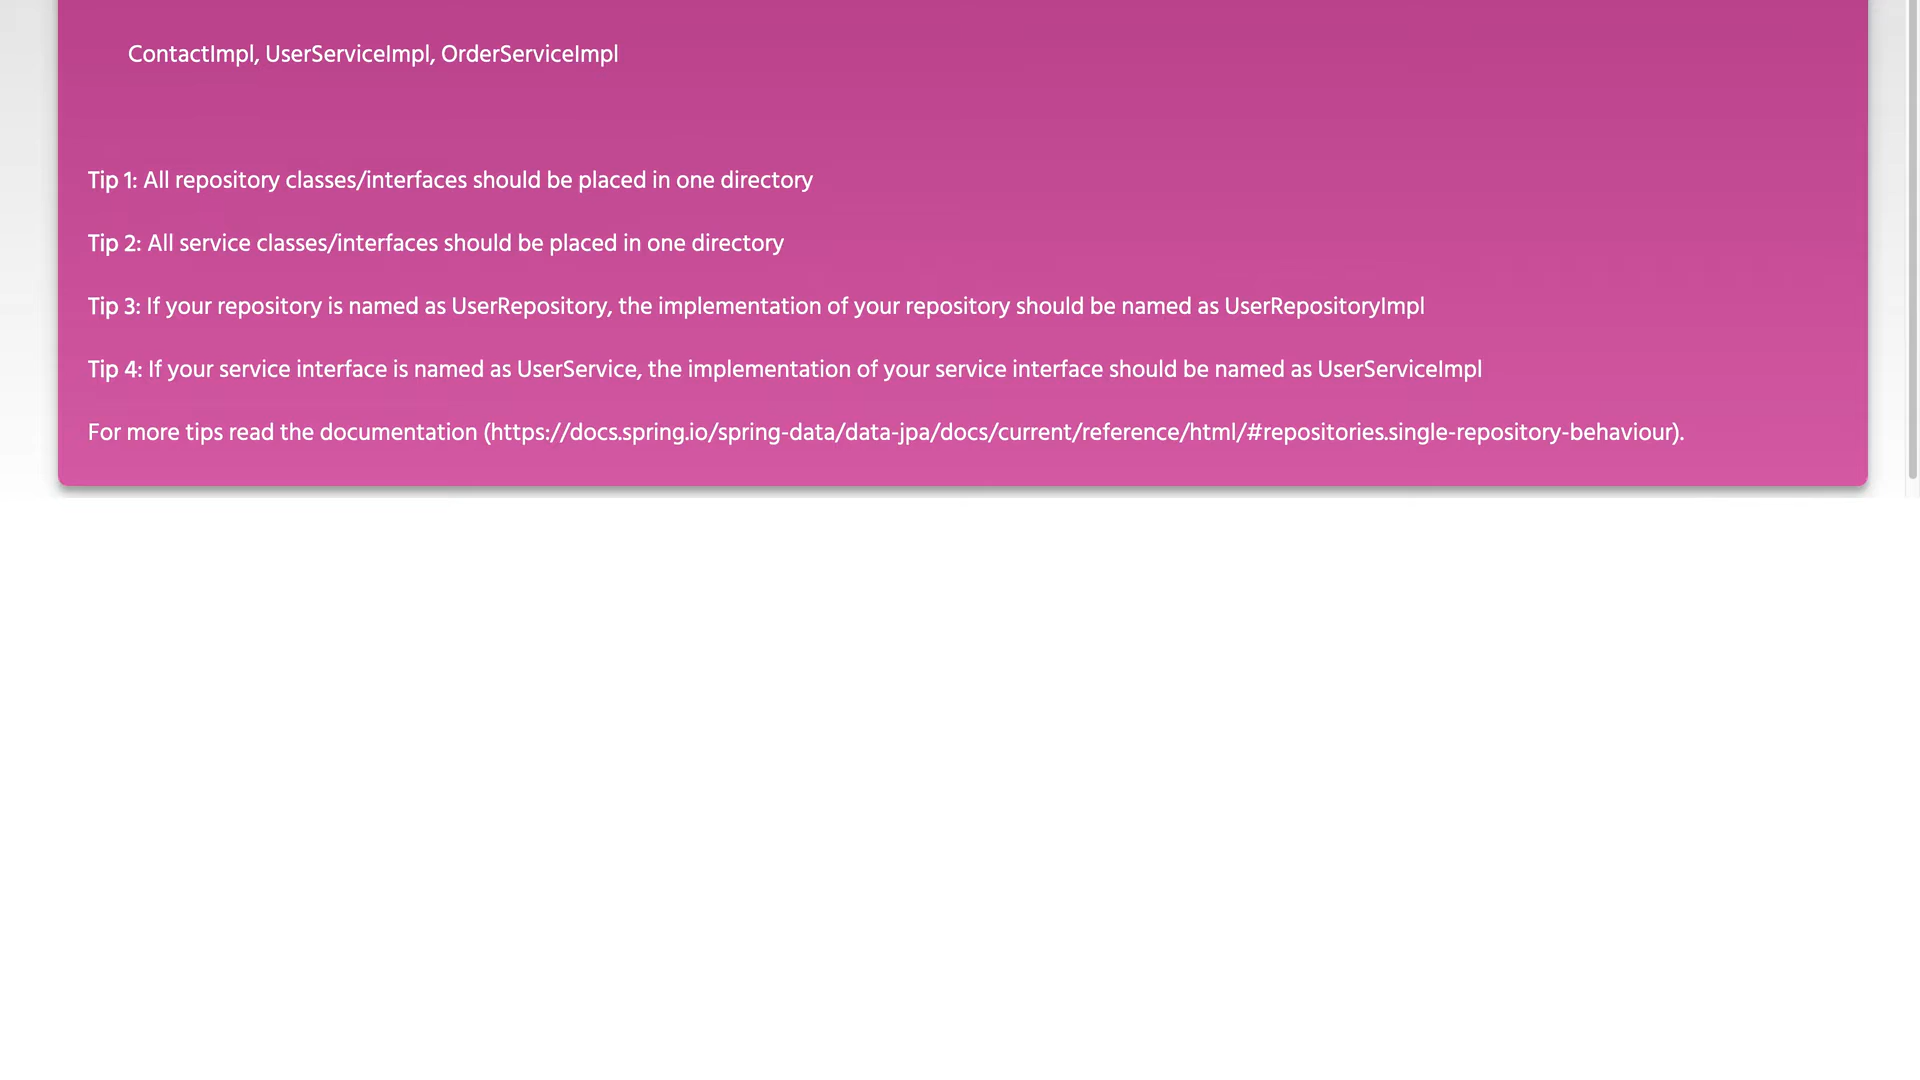 ContactImpl, UserServiceImpl, OrderServiceImpl
Tip 1: All repository classes/interfaces should be placed in one directory
Tip 2: All service classes/interfaces should be placed in one directory
Tip 3: If your repository is named as UserRepository, the implementation of your repository should be named as UserRepositoryImpl
Tip 4: If your service interface is named as UserService, the implementation of your service interface should be named as UserServiceImpl
For more tips read the documentation (https://docs.spring.io/spring-data/data-jpa/docs/current/reference/html/#repositories.single-repository-behaviour).